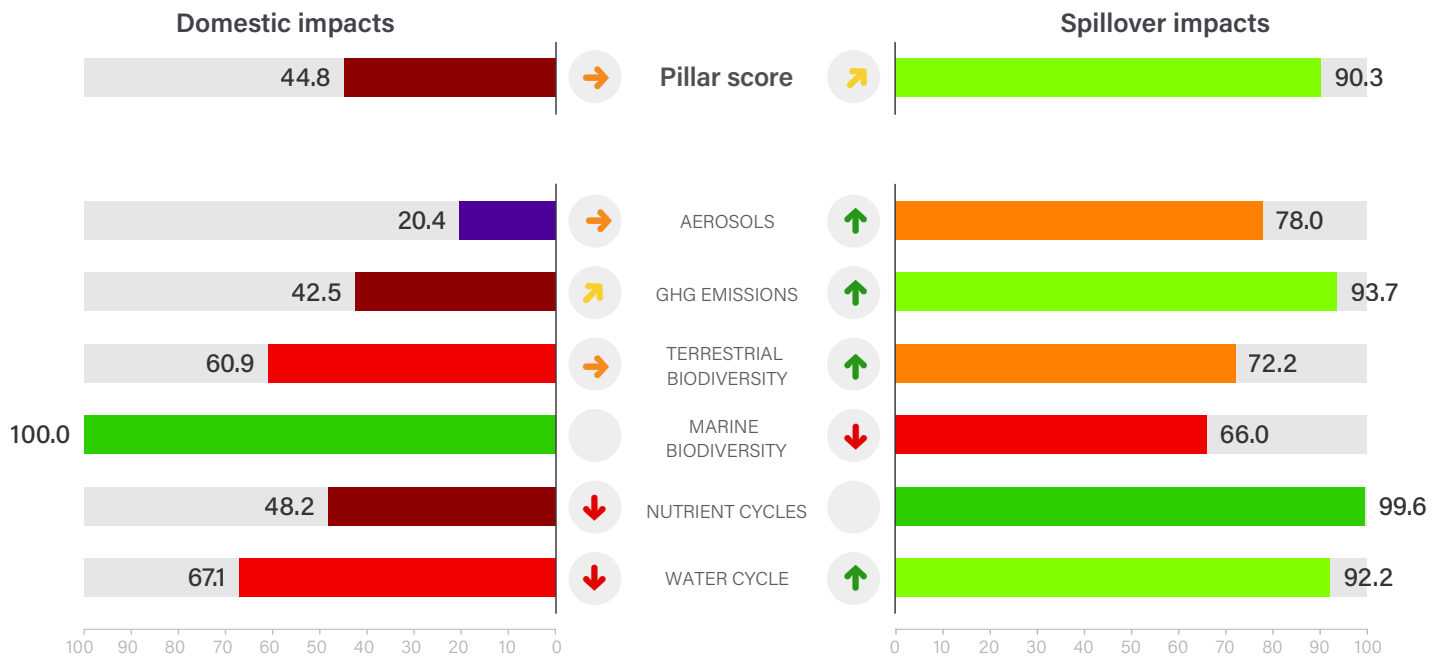 Domestic impacts Spillover impacts
44.8 Pillar score 90.3
20.4 AEROSOLS 78.0
42.5 GHG EMISSIONS 93.7
60.9 TERRESTRIAL 72.2
BIODIVERSITY
100.0 MARINE 66.0
BIODIVERSITY
48.2 NUTRIENT CYCLES 99.6
67.1 WATER CYCLE 92.2
100 90 80 70 60 50 40 30 20 10 0 0 10 20 30 40 50 60 70 80 90 100